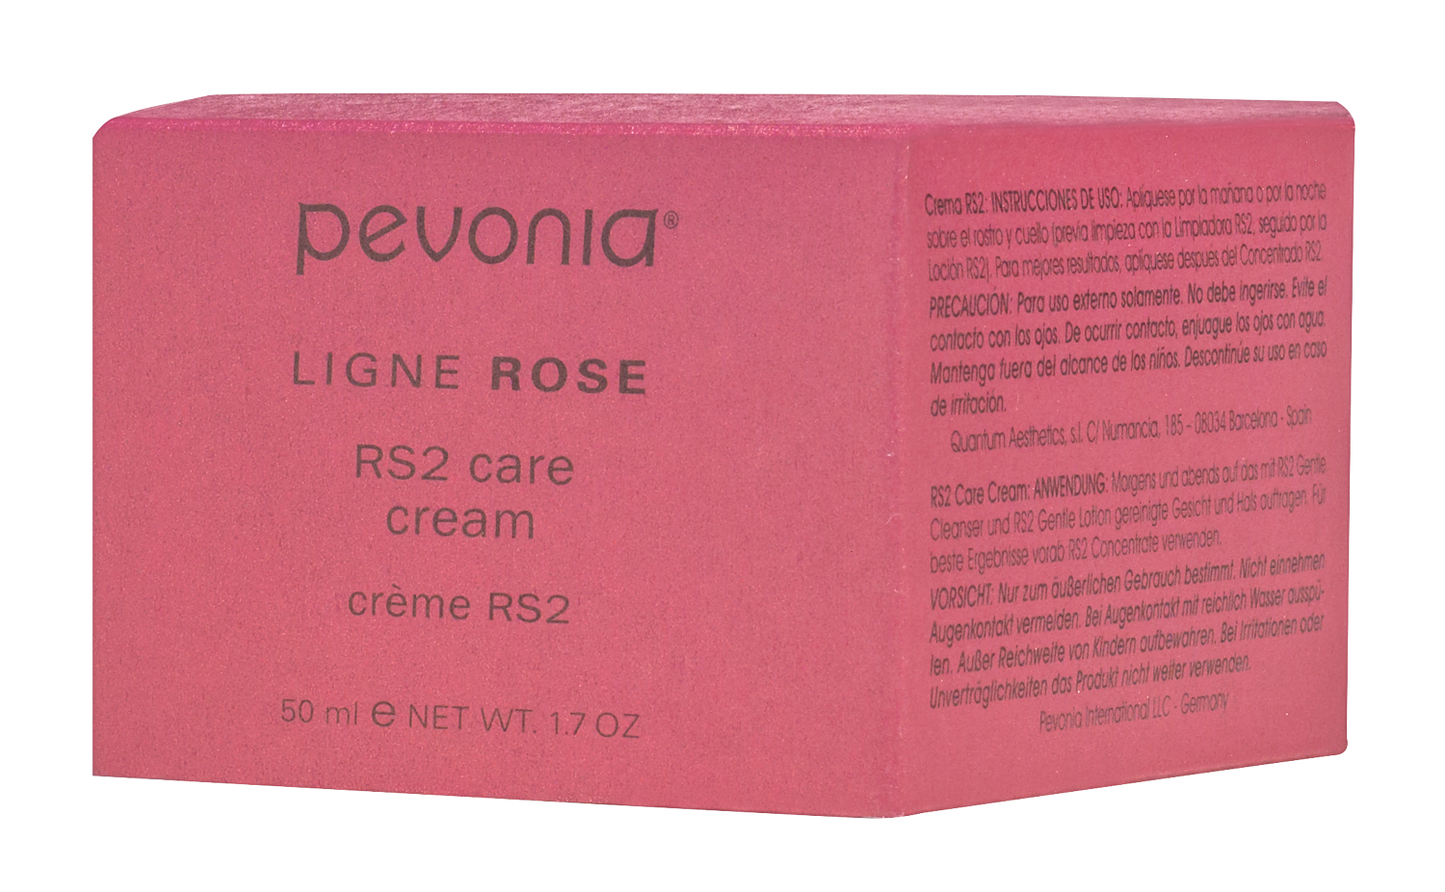 pevonia®
LIGNE ROSE
RS2 care
cream
crème RS2
50 ml e NET WT. 1.7 OZ
Crema RS2: INSTRUCCIONES DE USO: Aplíquese por la mañana o por la noche
sobre el rostro y cuello (previa limpieza con la Limpiadora RS2, seguido por la
Loción RS2). Para mejores resultados, aplíquese despues del Concentrado RS2.
PRECAUCIÓN: Para uso externo solamente. No debe ingerirse. Evite el
contacto con los ojos. De ocurrir contacto, enjuague los ojos con agua.
Mantenga fuera del alcance de los niños. Descontinúe su uso en caso
de irritación.
Quantum Aesthetics, s.l. C/ Numancia, 185 - 08034 Barcelona - Spain
RS2 Care Cream: ANWENDUNG: Morgens und abends auf das mit RS2 Gentle
Cleanser und RS2 Gentle Lotion gereinigte Gesicht und Hals auftragen. Für
beste Ergebnisse vorab RS2 Concentrate verwenden.
VORSICHT: Nur zum äußerlichen Gebrauch bestimmt. Nicht einnehmen
Augenkontakt vermeiden. Bei Augenkontakt mit reichlich Wasser ausspü-
len. Außer Reichweite von Kindern aufbewahren. Bei Irritationen oder
Unverträglichkeiten das Produkt nicht weiter verwenden.
Pevonia International LLC - Germany